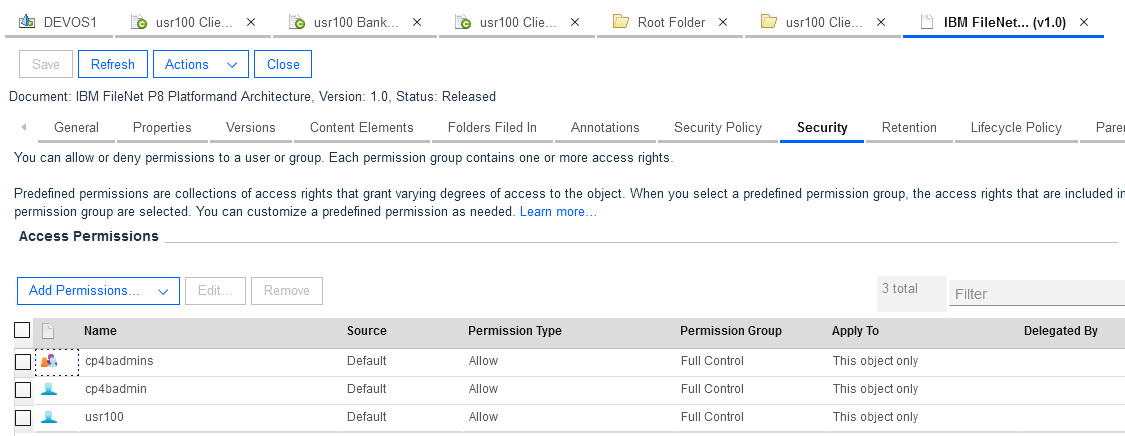 DEVOS1 usr100 Clie... usr100 Bank... usr100 Clie... Root Folder usr100 Clie... IBM FileNet... (v1.0)
Save Refresh Actions Close
Document: IBM FileNet P8 Platformand Architecture, Version: 1.0, Status: Released
General Properties Versions Content Elements Folders Filed In Annotations Security Policy Security Retention Lifecycle Policy Pare
You can allow or deny permissions to a user or group. Each permission group contains one or more access rights.
Predefined permissions are collections of access rights that grant varying degrees of access to the object. When you select a predefined permission group, the access rights that are included in
permission group are selected. You can customize a predefined permission as needed. Learn more...
Access Permissions
Add Permissions... Edit... Remove 3 total Filter
Name Source Permission Type Permission Group Apply To Delegated By
cp4badmins Default Allow Full Control This object only
cp4badmin Default Allow Full Control This object only
usr100 Default Allow Full Control This object only